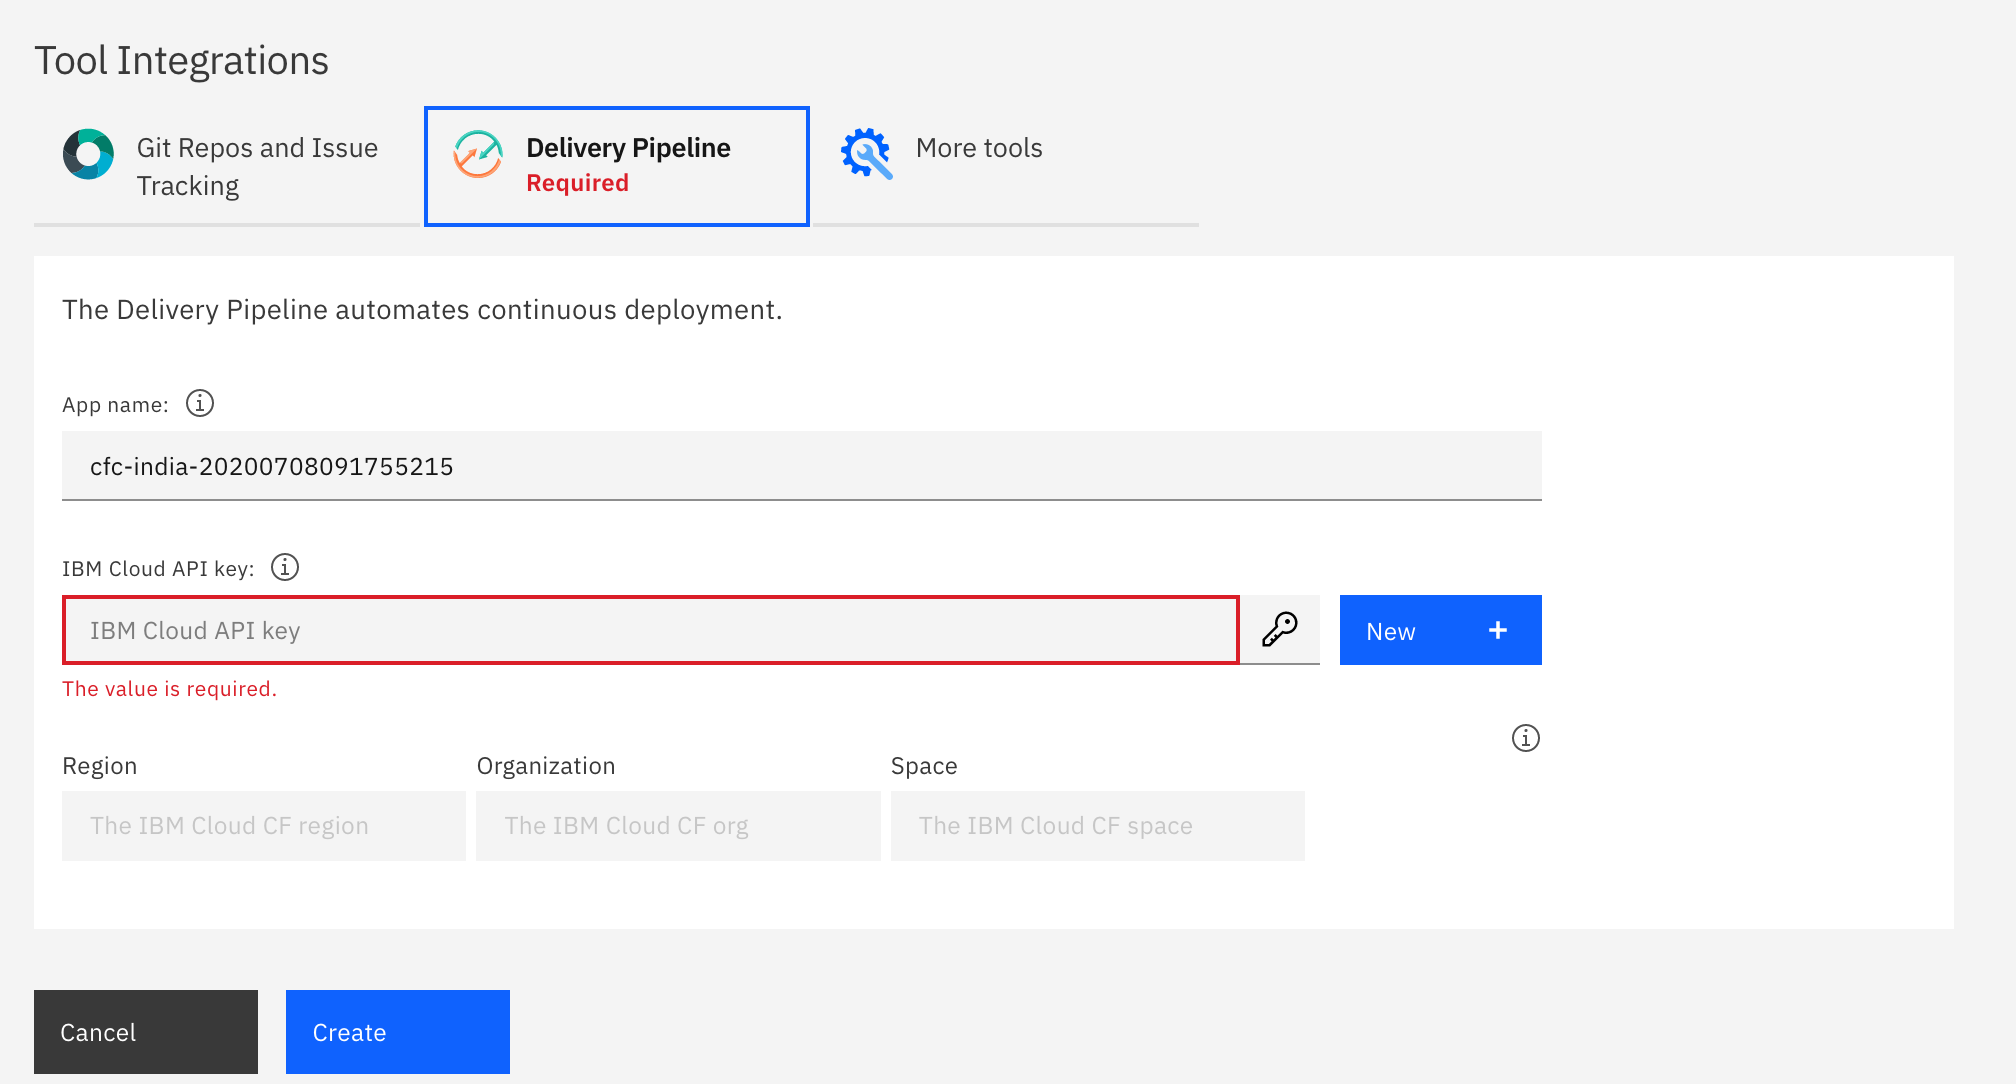 Tool Integrations
Git Repos and Issue
Tracking
Delivery Pipeline
Required
More tools
The Delivery Pipeline automates continuous deployment.
App name:
cfc-india-20200708091755215
IBM Cloud API key:
IBM Cloud API key
New +
The value is required.
Region Organization Space
The IBM Cloud CF region The IBM Cloud CF org The IBM Cloud CF space
Cancel Create